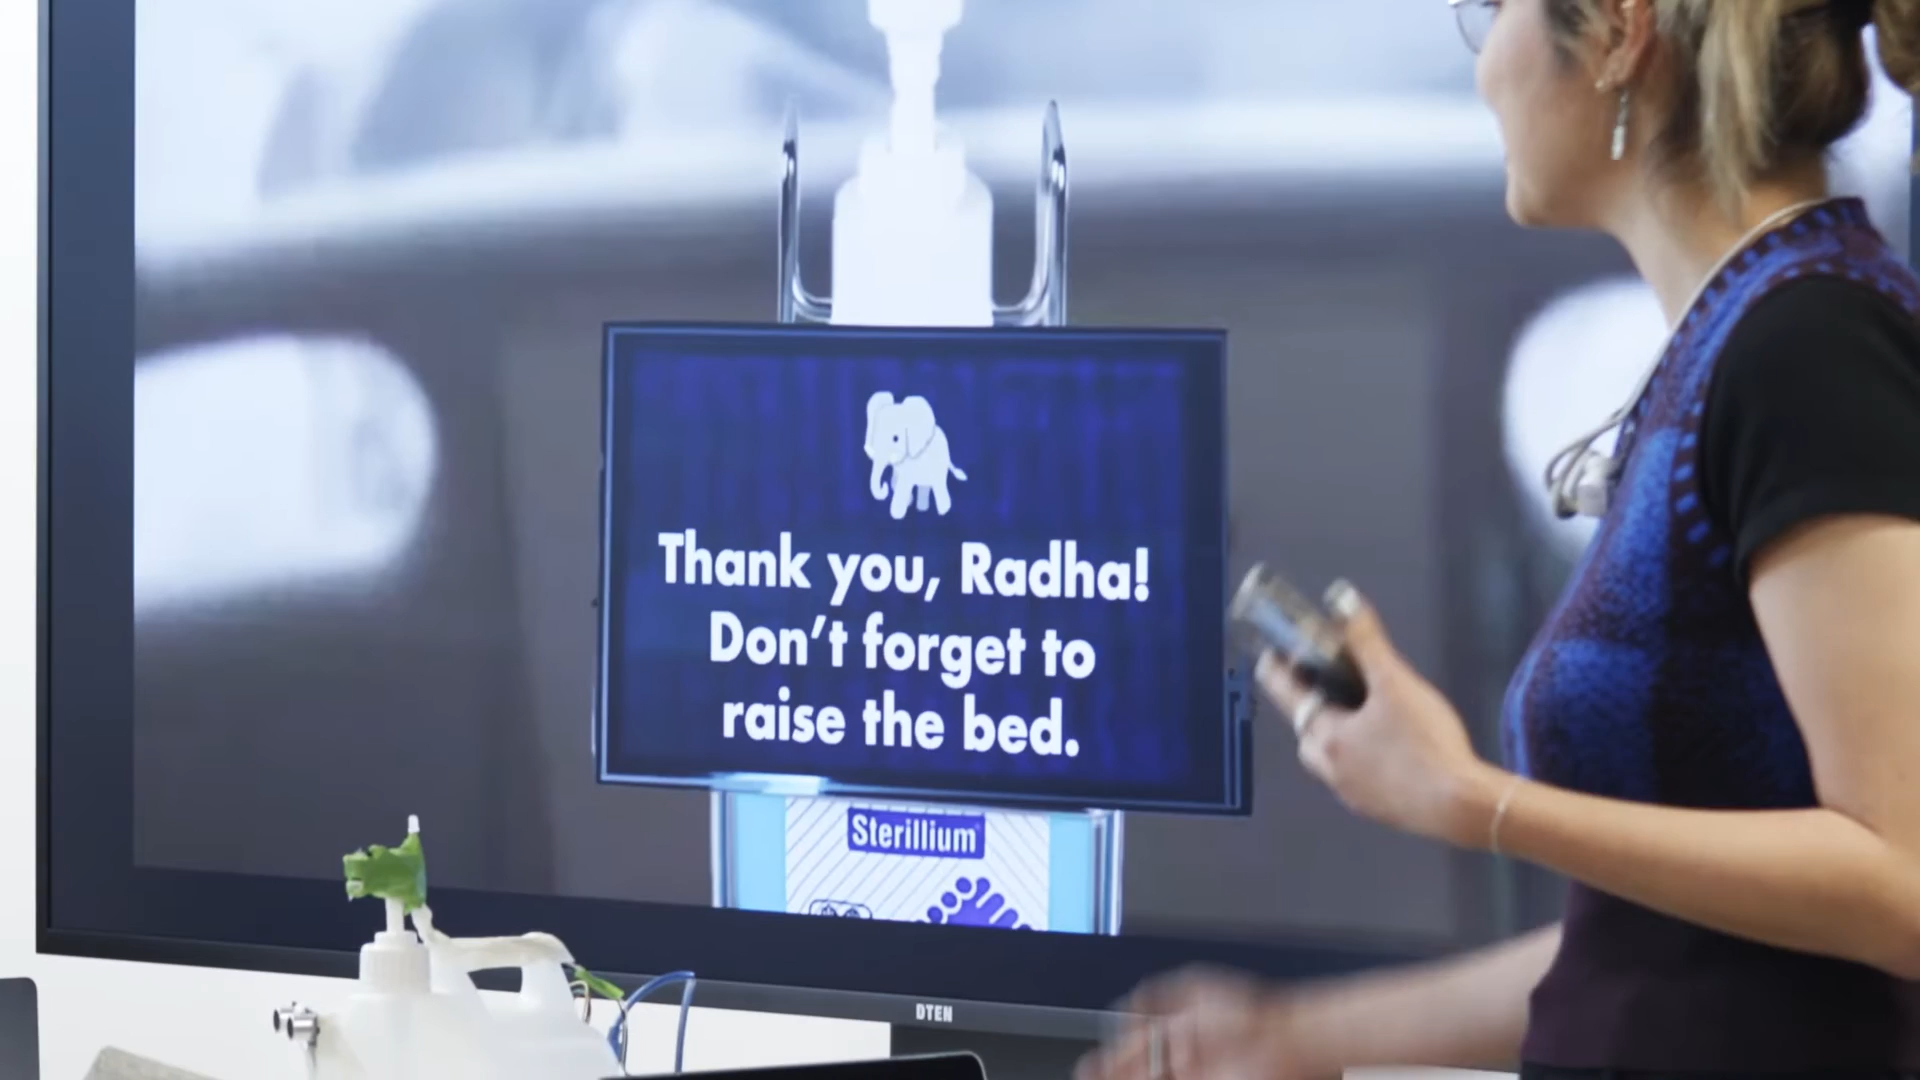 Thank you, Radha!
Don't forget to
raise the bed.
Sterillium
DTEN